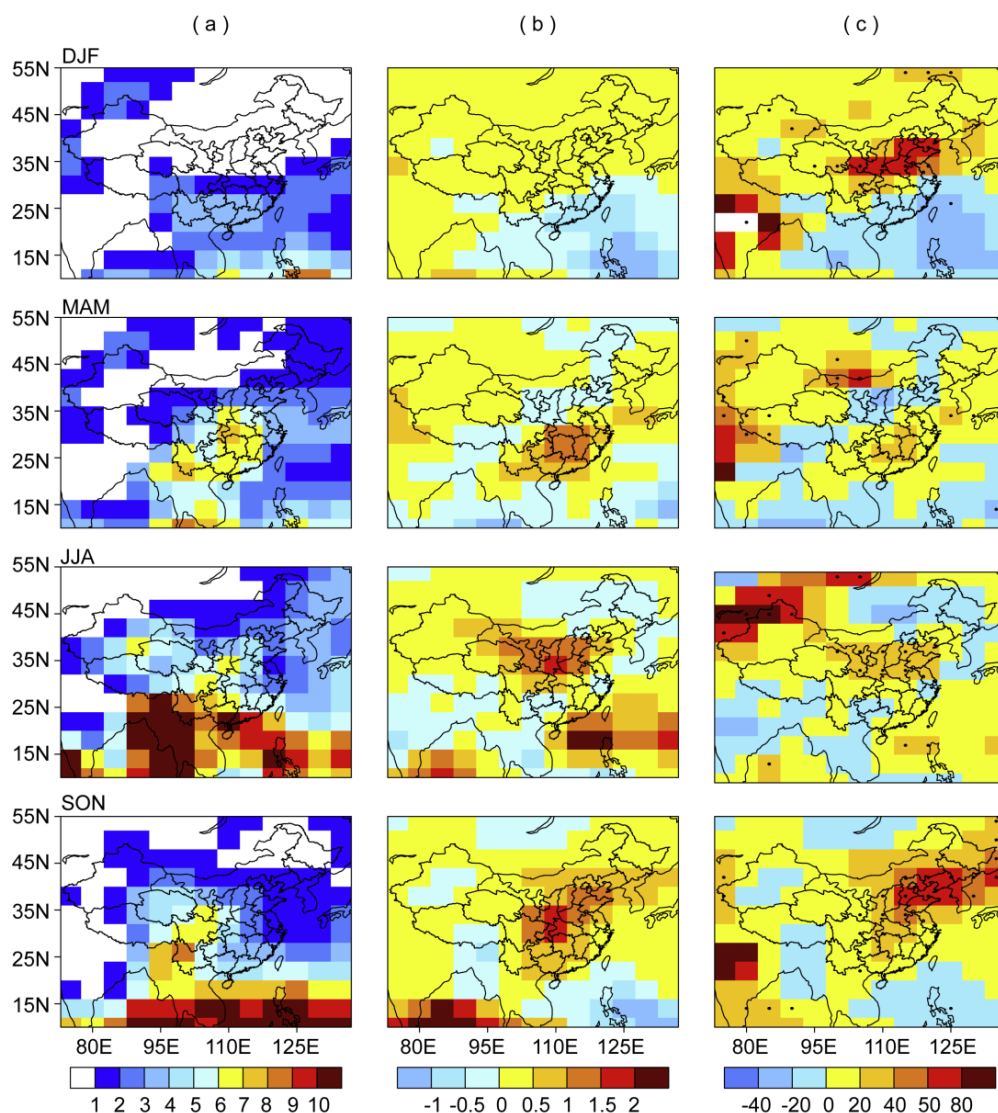 ( a ) ( b ) ( c )
DJF
55N
45N
35N
25N
15N
MAM
55N
45N
35N
25N
15N
JJA
55N
45N
35N
25N
15N
SON
55N
45N
35N
25N
15N
80E 95E 110E 125E 80E 95E 110E 125E 80E 95E 110E 125E
1 2 3 4 5 6 7 8 9 10 -1 -0.5 0 0.5 1 1.5 2 -40 -20 0 20 40 50 80